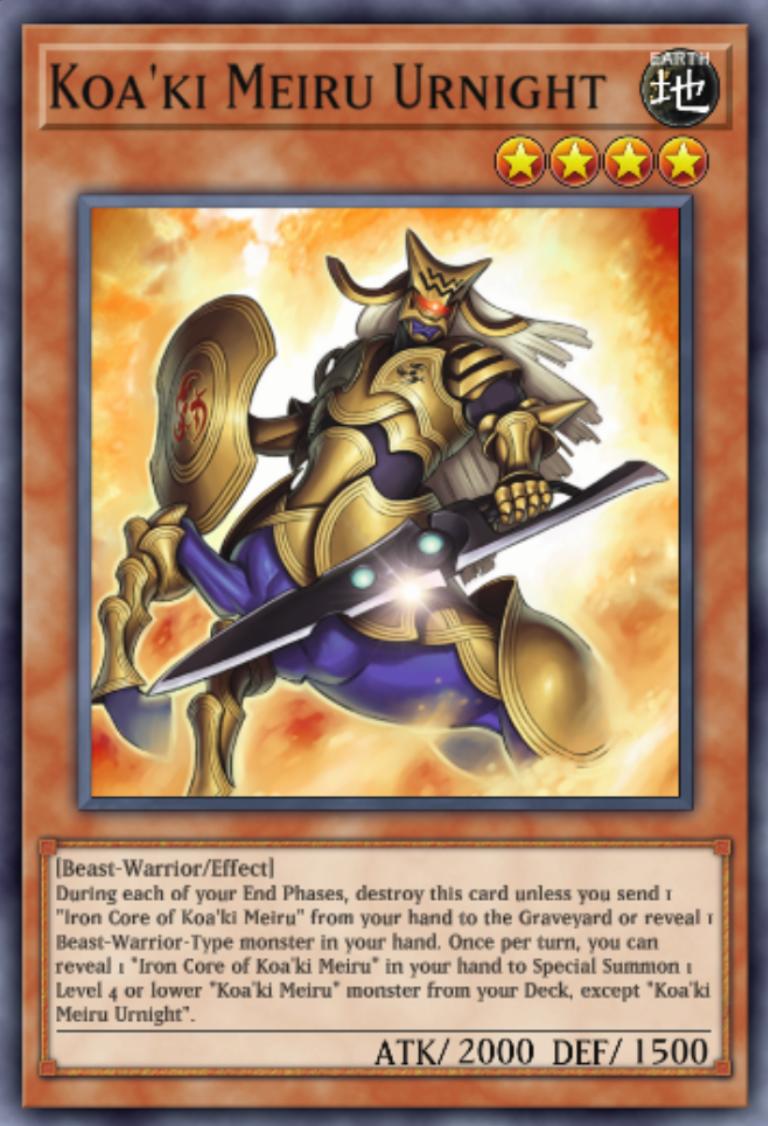 Koa'ki Meiru Urnight
EARTH
地
[Beast-Warrior/Effect]
During each of your End Phases, destroy this card unless you send 1
"Iron Core of Koa'ki Meiru" from your hand to the Graveyard or reveal 1
Beast-Warrior-Type monster in your hand. Once per turn, you can
reveal 1 "Iron Core of Koa'ki Meiru" in your hand to Special Summon 1
Level 4 or lower "Koa'ki Meiru" monster from your Deck, except "Koa'ki
Meiru Urnight".
ATK/ 2000 DEF/ 1500